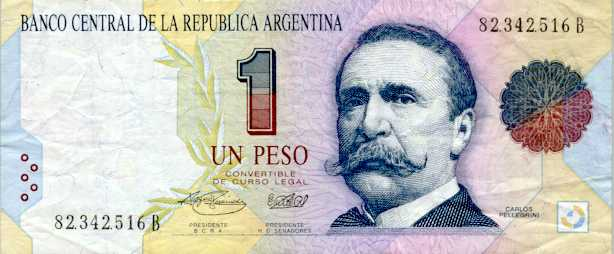 BANCO CENTRAL DE LA REPUBLICA ARGENTINA
82.342.516 B
1
UN PESO
CONVERTIBLE
DE CURSO LEGAL
CARLOS
PELLEGRINI
82.342.516 B
PRESIDENTE
B.C.R.A.
PRESIDENTE
H.C. SENADORES